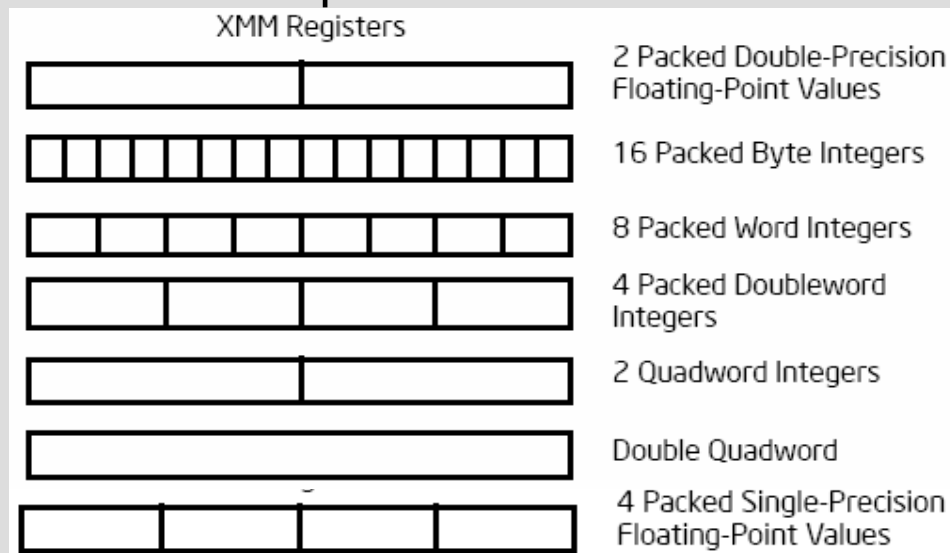 XMM Registers
2 Packed Double-Precision
Floating-Point Values
16 Packed Byte Integers
8 Packed Word Integers
4 Packed Doubleword
Integers
2 Quadword Integers
Double Quadword
4 Packed Single-Precision
Floating-Point Values